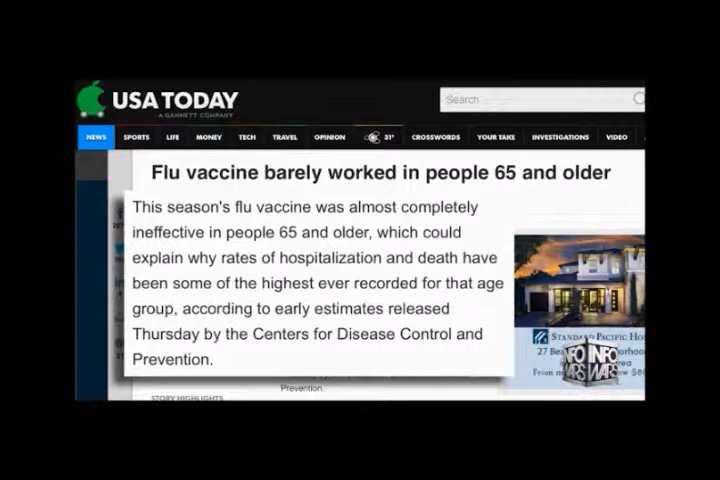 USA TODAY
A GANNETT COMPANY
Search
NEWS SPORTS LIFE MONEY TECH TRAVEL OPINION 31° CROSSWORDS YOUR TAKE INVESTIGATIONS VIDEO
Flu vaccine barely worked in people 65 and older
This season's flu vaccine was almost completely
ineffective in people 65 and older, which could
explain why rates of hospitalization and death have
been some of the highest ever recorded for that age
group, according to early estimates released
Thursday by the Centers for Disease Control and
Prevention.
Prevention.
STORY HIGHLIGHTS
STANDARD PACIFIC
27
From
INFO
WARS